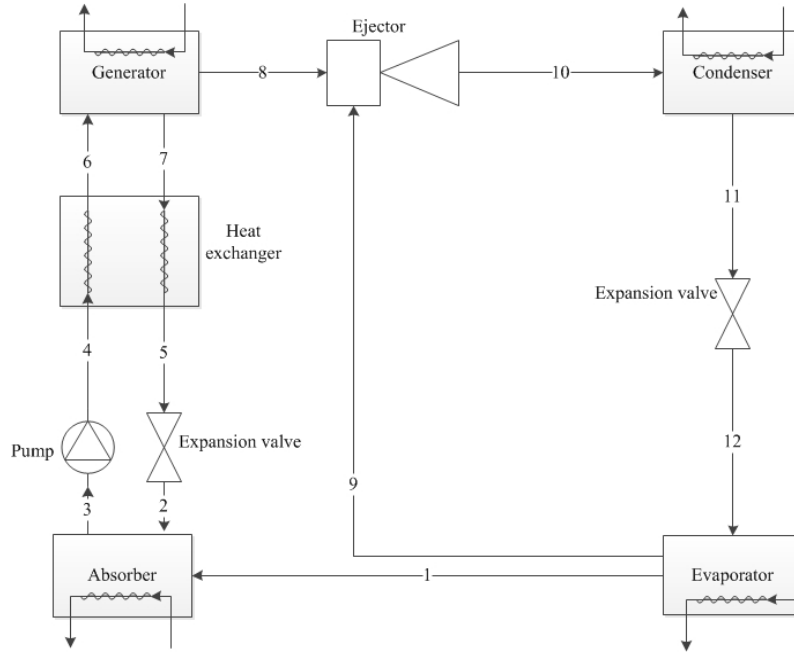 Ejector
Generator
8
10
Condenser
6
7
11
Heat
exchanger
Expansion valve
4
5
Pump
Expansion valve
12
9
3
2
Absorber
1
Evaporator